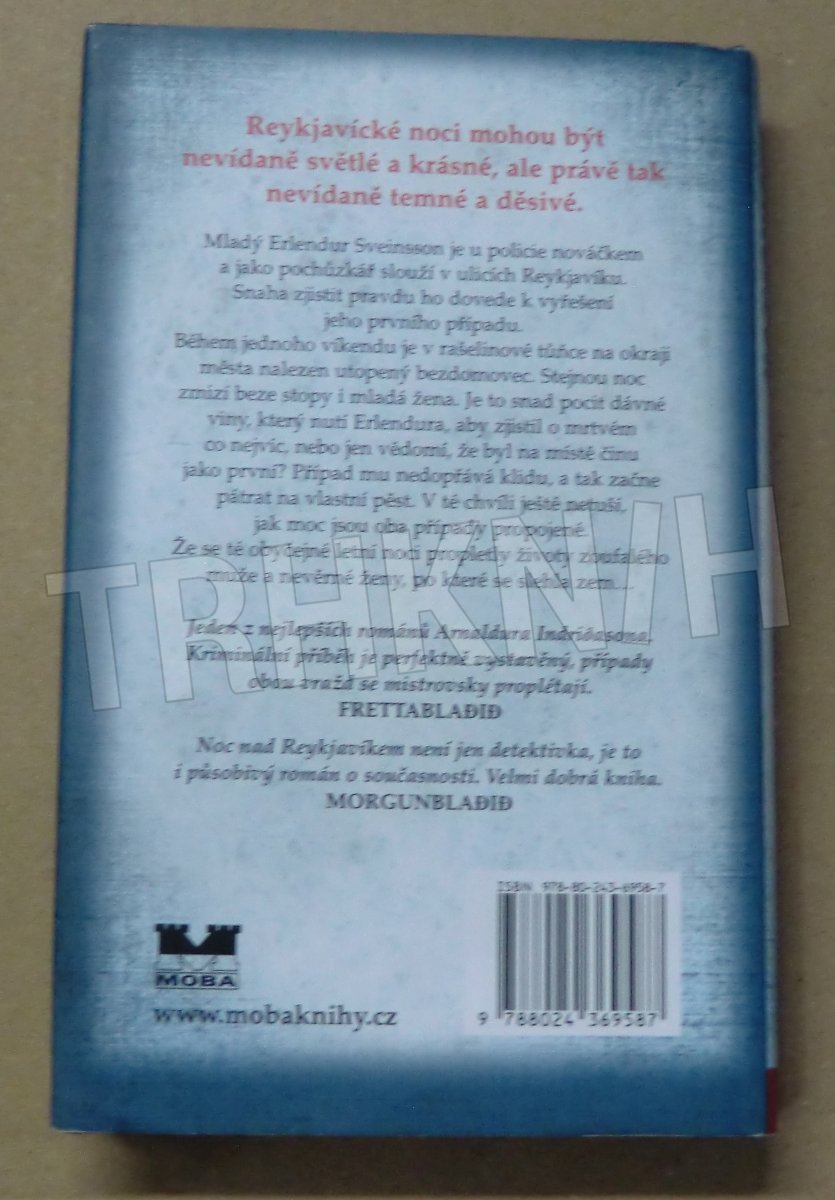 Reykjavícké noci mohou být
nevídaně světlé a krásné, ale právě tak
nevídaně temné a děsivé.
Mladý Erlendur Sveinsson je u policie nováčkem
a jako pochůzkář slouží v ulicích Reykjavíku.
Snaha zjistit pravdu ho dovede k vyřešení
jeho prvního případu.
Během jednoho víkendu je v rašelinové tůňce na okraji
města nalezen utopený bezdomovec. Stejnou noc
zmizí beze stopy i mladá žena. Je to snad pocit dávné
viny, který nutí Erlendura, aby zjistil o mrtvém
co nejvíc, nebo jen vědomí, že byl na místě činu
jako první? Případ mu nedopřává klidu, a tak začne
pátrat na vlastní pěst. V té chvíli ještě netuší,
jak moc jsou oba případy propojené.
Že se té obyčejné letní noci propletly životy zoufalého
muže a nevěrné ženy, po které se slehla zem...
TRHKNIH
Jeden z nejlepších románů Arnaldura Indriðasona.
Kriminální příběh je perfektně vystavěný, případy
obou vražd se mistrovsky proplétají.
FRETTABLAÐIÐ
Noc nad Reykjavíkem není jen detektivka, je to
i působivý román o současnosti. Velmi dobrá kniha.
MORGUNBLAÐIÐ
ISBN 978-80-243-6958-7
MOBA
www.mobaknihy.cz
9 788024 369587